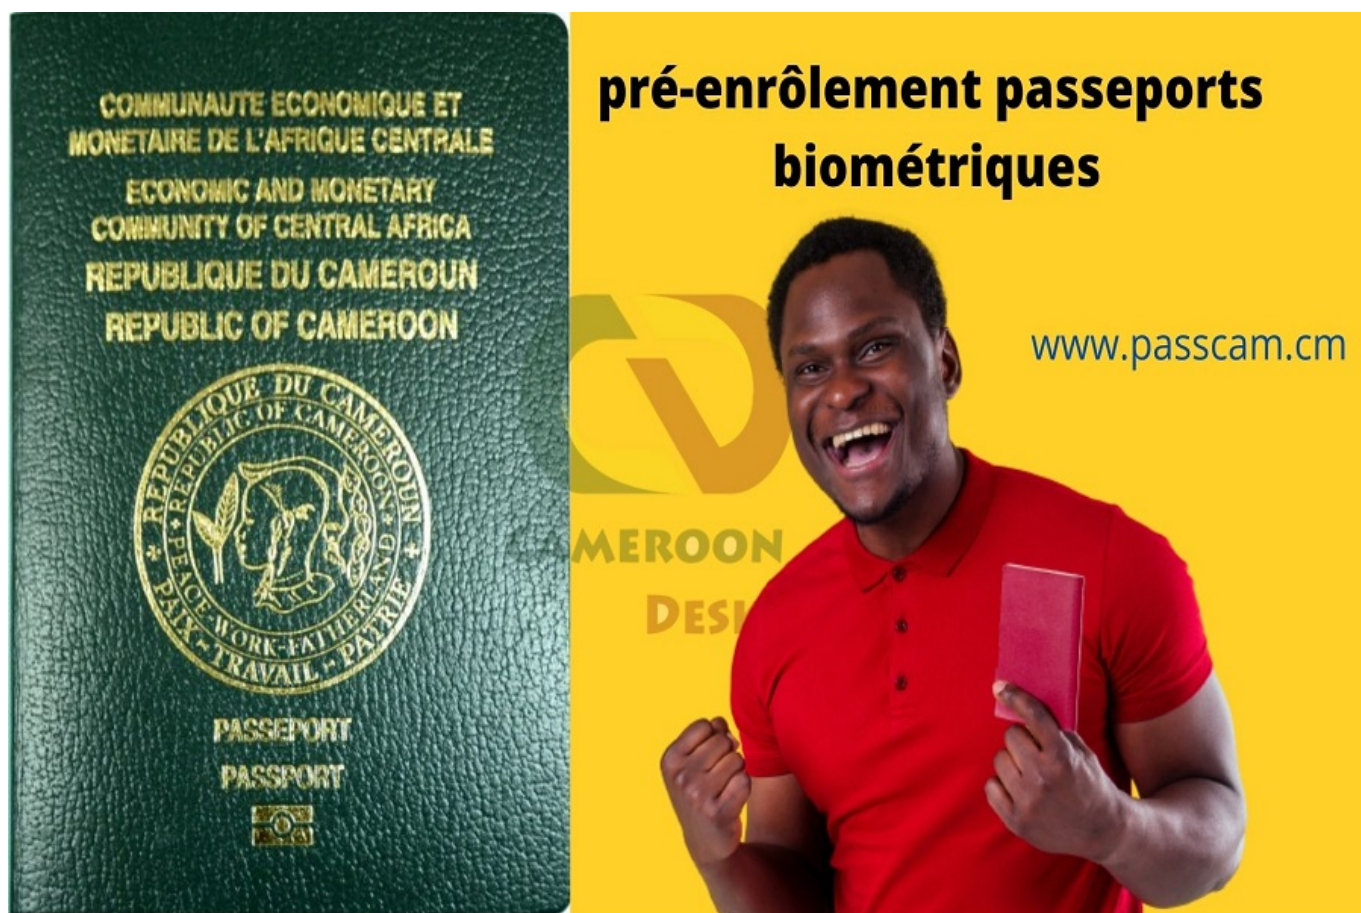 COMMUNAUTE ECONOMIQUE ET
MONETAIRE DE L'AFRIQUE CENTRALE
ECONOMIC AND MONETARY
COMMUNITY OF CENTRAL AFRICA
REPUBLIQUE DU CAMEROUN
REPUBLIC OF CAMEROON
REPUBLIQUE DU CAMEROUN
REPUBLIC OF CAMEROON
PEACE-WORK-FATHERLAND
PAIX-TRAVAIL-PATRIE
PASSEPORT
PASSPORT
pré-enrôlement passeports
biométriques
www.passcam.cm
MEROON
DESI